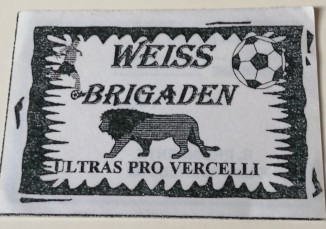 WEISS
BRIGADEN
ULTRAS PRO VERCELLI